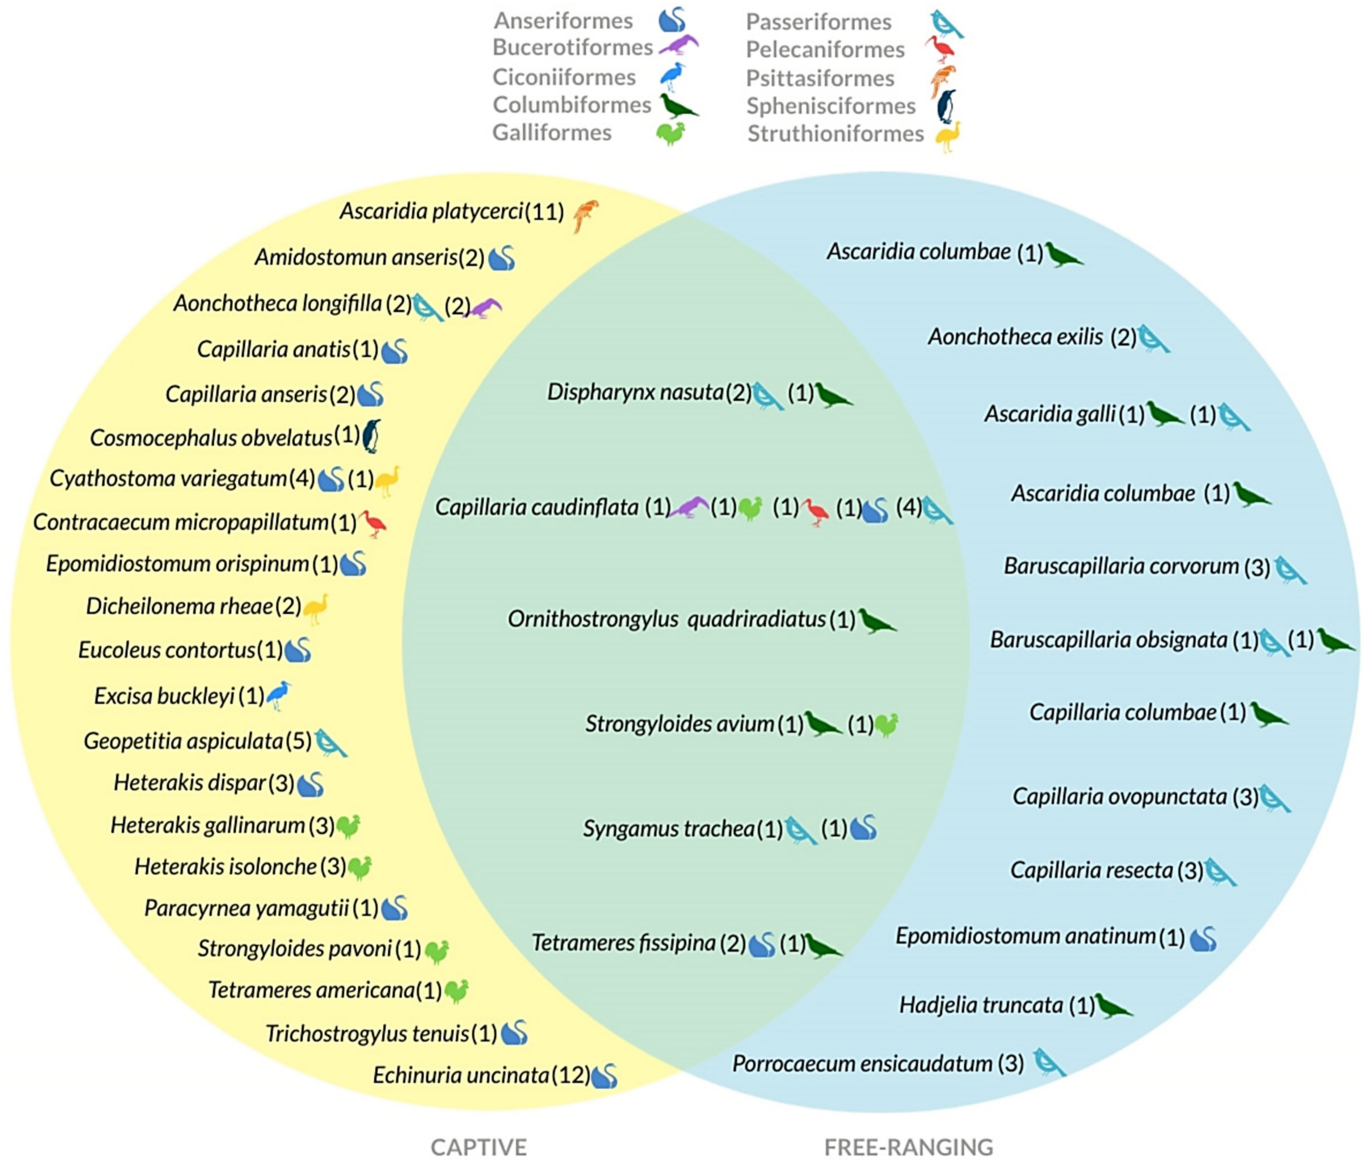 Anseriformes
Bucerotiformes
Ciconiiformes
Columbiformes
Galliformes
Passeriformes
Pelecaniformes
Psittasiformes
Sphenisciformes
Struthioniformes
Ascaridia platycerci (11)
Amidostomun anseris (2)
Aonchotheca longifilla (2) (2)
Capillaria anatis (1)
Capillaria anseris (2)
Cosmocephalus obvelatus (1)
Cyathostoma variegatum (4) (1)
Contracaecum micropapillatum (1)
Epomidiostomum orispinum (1)
Dicheilonema rheae (2)
Eucoleus contortus (1)
Excisa buckleyi (1)
Geopetitia aspiculata (5)
Heterakis dispar (3)
Heterakis gallinarum (3)
Heterakis isolonche (3)
Paracyrnea yamagutii (1)
Strongyloides pavoni (1)
Tetrameres americana (1)
Trichostrogylus tenuis (1)
Echinuria uncinata (12)
Dispharynx nasuta (2) (1)
Capillaria caudinflata (1) (1) (1) (1) (4)
Ornithostrongylus quadriradiatus (1)
Strongyloides avium (1) (1)
Syngamus trachea (1) (1)
Tetrameres fissipina (2) (1)
Ascaridia columbae (1)
Aonchotheca exilis (2)
Ascaridia galli (1) (1)
Ascaridia columbae (1)
Baruscapillaria corvorum (3)
Baruscapillaria obsignata (1) (1)
Capillaria columbae (1)
Capillaria ovopunctata (3)
Capillaria resecta (3)
Epomidiostomum anatinum (1)
Hadjelia truncata (1)
Porrocaecum ensicaudatum (3)
CAPTIVE
FREE-RANGING